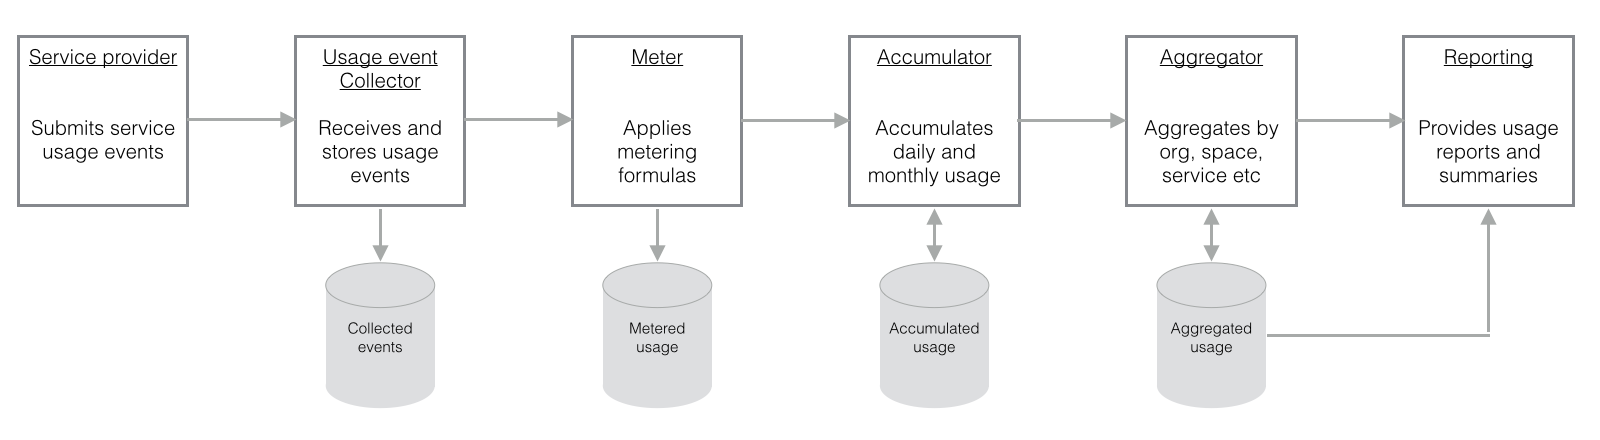 Service provider
Submits service
usage events
Usage event
Collector
Receives and
stores usage
events
Meter
Applies
metering
formulas
Accumulator
Accumulates
daily and
monthly usage
Aggregator
Aggregates by
org, space,
service etc
Reporting
Provides usage
reports and
summaries
Collected
events
Metered
usage
Accumulated
usage
Aggregated
usage